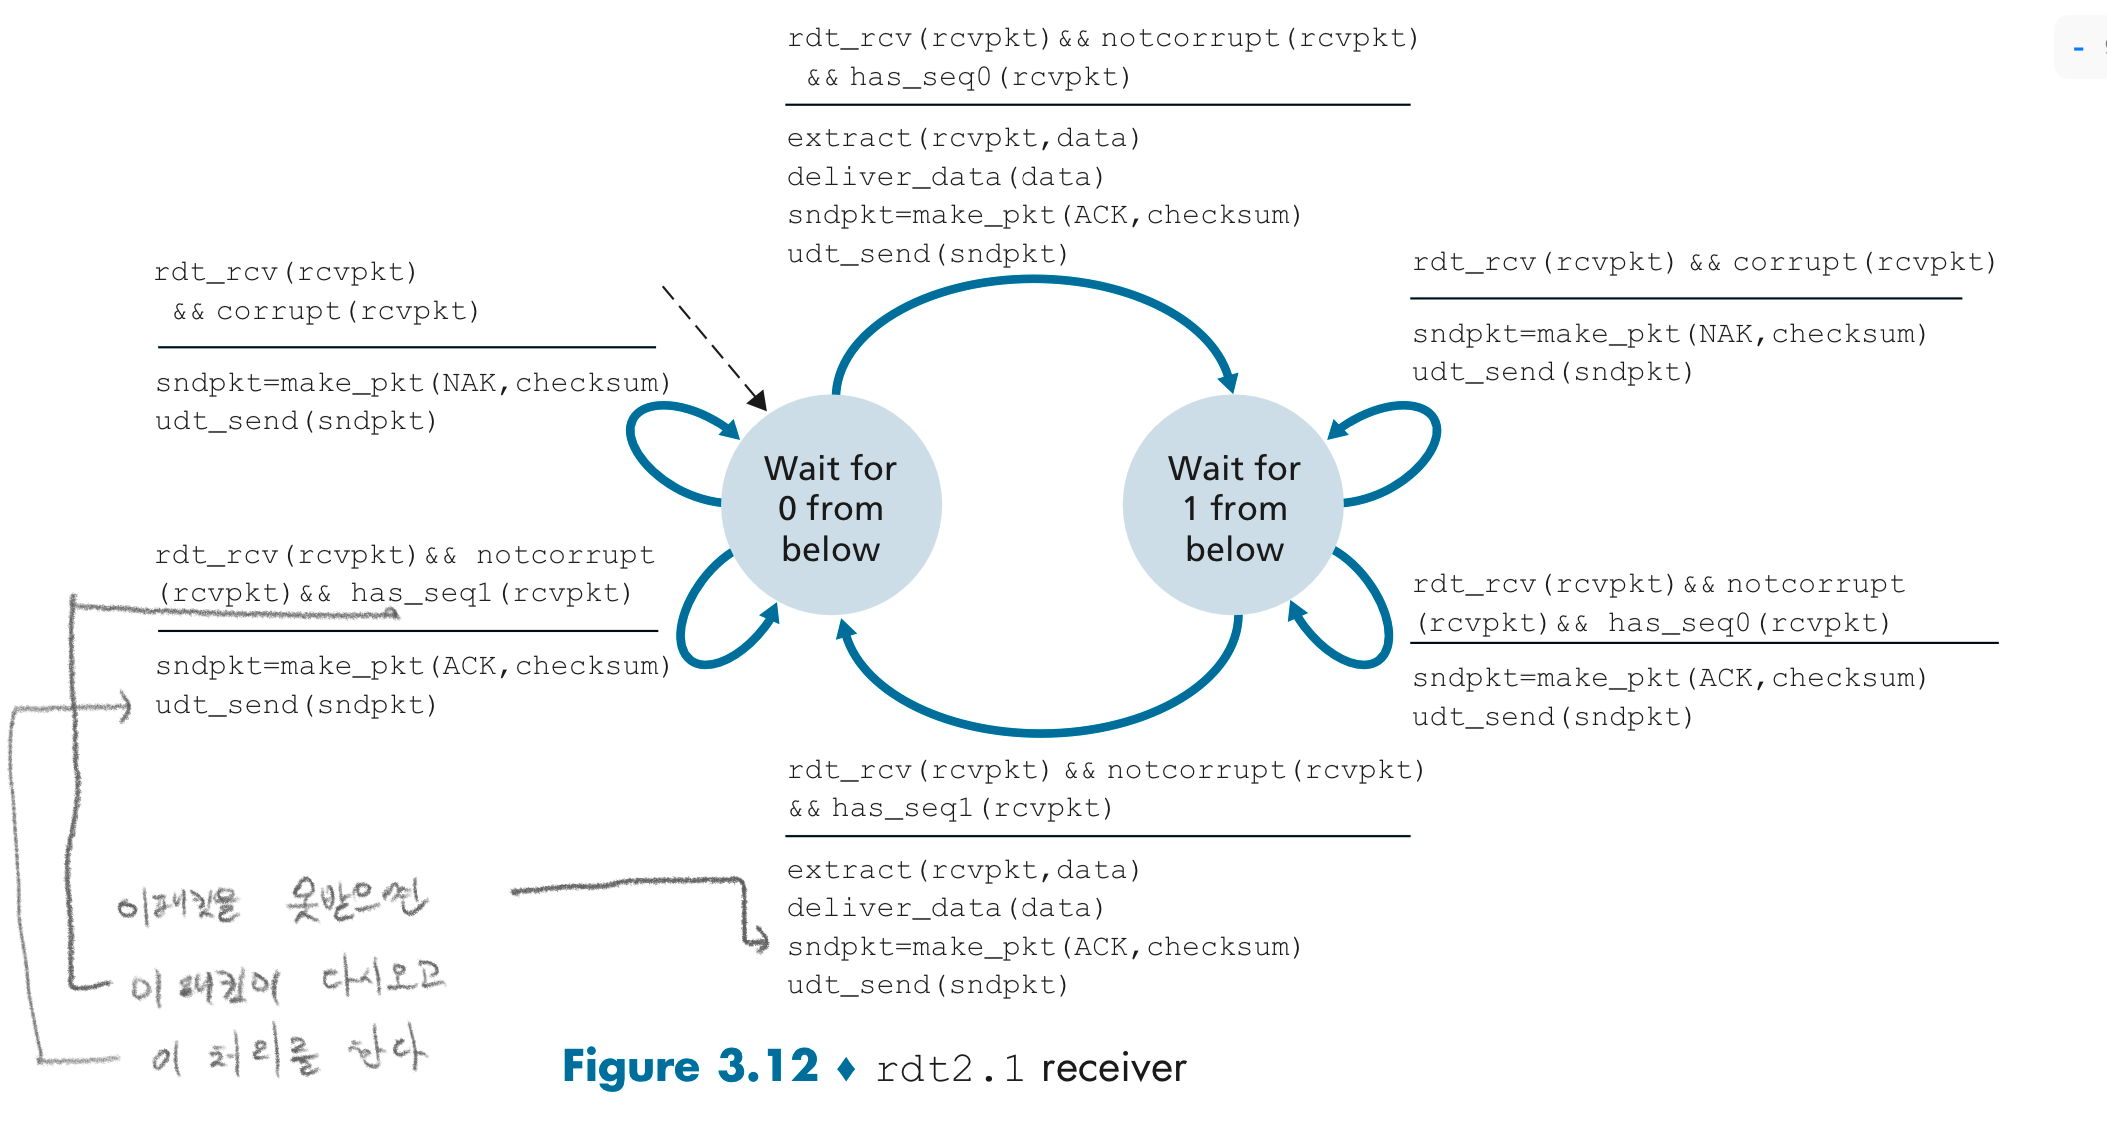 rdt_rcv(rcvpkt)&& notcorrupt(rcvpkt)
&& has_seq0(rcvpkt)
extract(rcvpkt,data)
deliver_data(data)
sndpkt=make_pkt(ACK,checksum)
udt_send(sndpkt)
rdt_rcv(rcvpkt)
&& corrupt(rcvpkt)
sndpkt=make_pkt(NAK,checksum)
udt_send(sndpkt)
rdt_rcv(rcvpkt) && corrupt(rcvpkt)
sndpkt=make_pkt(NAK,checksum)
udt_send(sndpkt)
Wait for
0 from
below
Wait for
1 from
below
rdt_rcv(rcvpkt)&& notcorrupt
(rcvpkt)&& has_seq1(rcvpkt)
sndpkt=make_pkt(ACK,checksum)
udt_send(sndpkt)
rdt_rcv(rcvpkt)&& notcorrupt
(rcvpkt)&& has_seq0(rcvpkt)
sndpkt=make_pkt(ACK,checksum)
udt_send(sndpkt)
rdt_rcv(rcvpkt) && notcorrupt(rcvpkt)
&& has_seq1(rcvpkt)
extract(rcvpkt,data)
deliver_data(data)
sndpkt=make_pkt(ACK,checksum)
udt_send(sndpkt)
이패킷을 못받으면
이 패킷이 다시오고
이 처리를 한다
Figure 3.12 ♦ rdt2.1 receiver